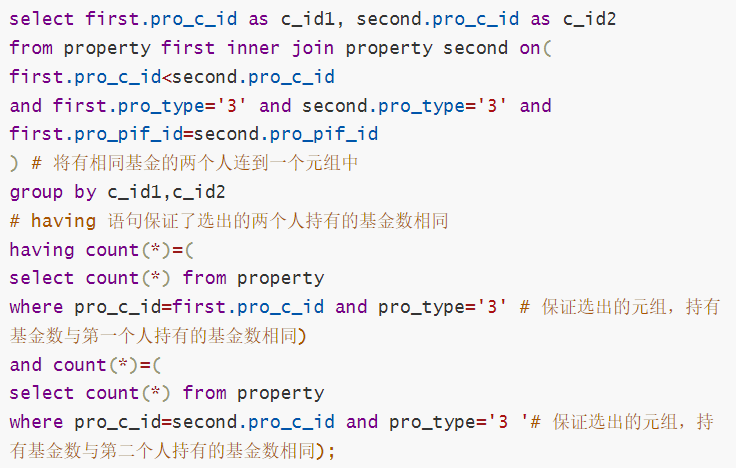 select first.pro_c_id as c_id1, second.pro_c_id as c_id2
from property first inner join property second on(
first.pro_c_id<second.pro_c_id
and first.pro_type='3' and second.pro_type='3' and
first.pro_pif_id=second.pro_pif_id
) # 将有相同基金的两个人连到一个元组中
group by c_id1,c_id2
# having 语句保证了选出的两个人持有的基金数相同
having count(*)=(
select count(*) from property
where pro_c_id=first.pro_c_id and pro_type='3' # 保证选出的元组，持有
基金数与第一个人持有的基金数相同)
and count(*)=(
select count(*) from property
where pro_c_id=second.pro_c_id and pro_type='3 '# 保证选出的元组，持
有基金数与第二个人持有的基金数相同);